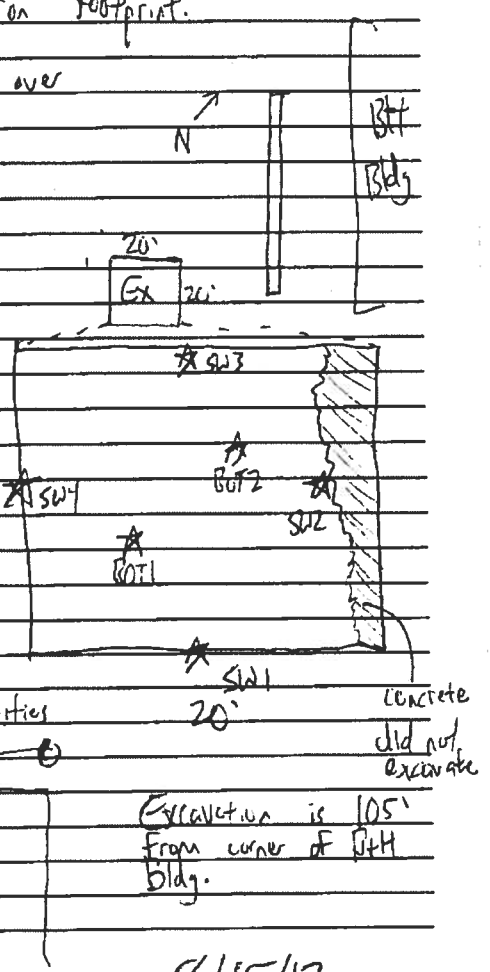 on footprint.
over
N
BtH
Bldg
20'
Ex 20'
SW3
BOT2
SW4
SW2
BOT1
SW1
20'
concrete
did not
excavate
Excavation is 105'
from corner of BtH
bldg.